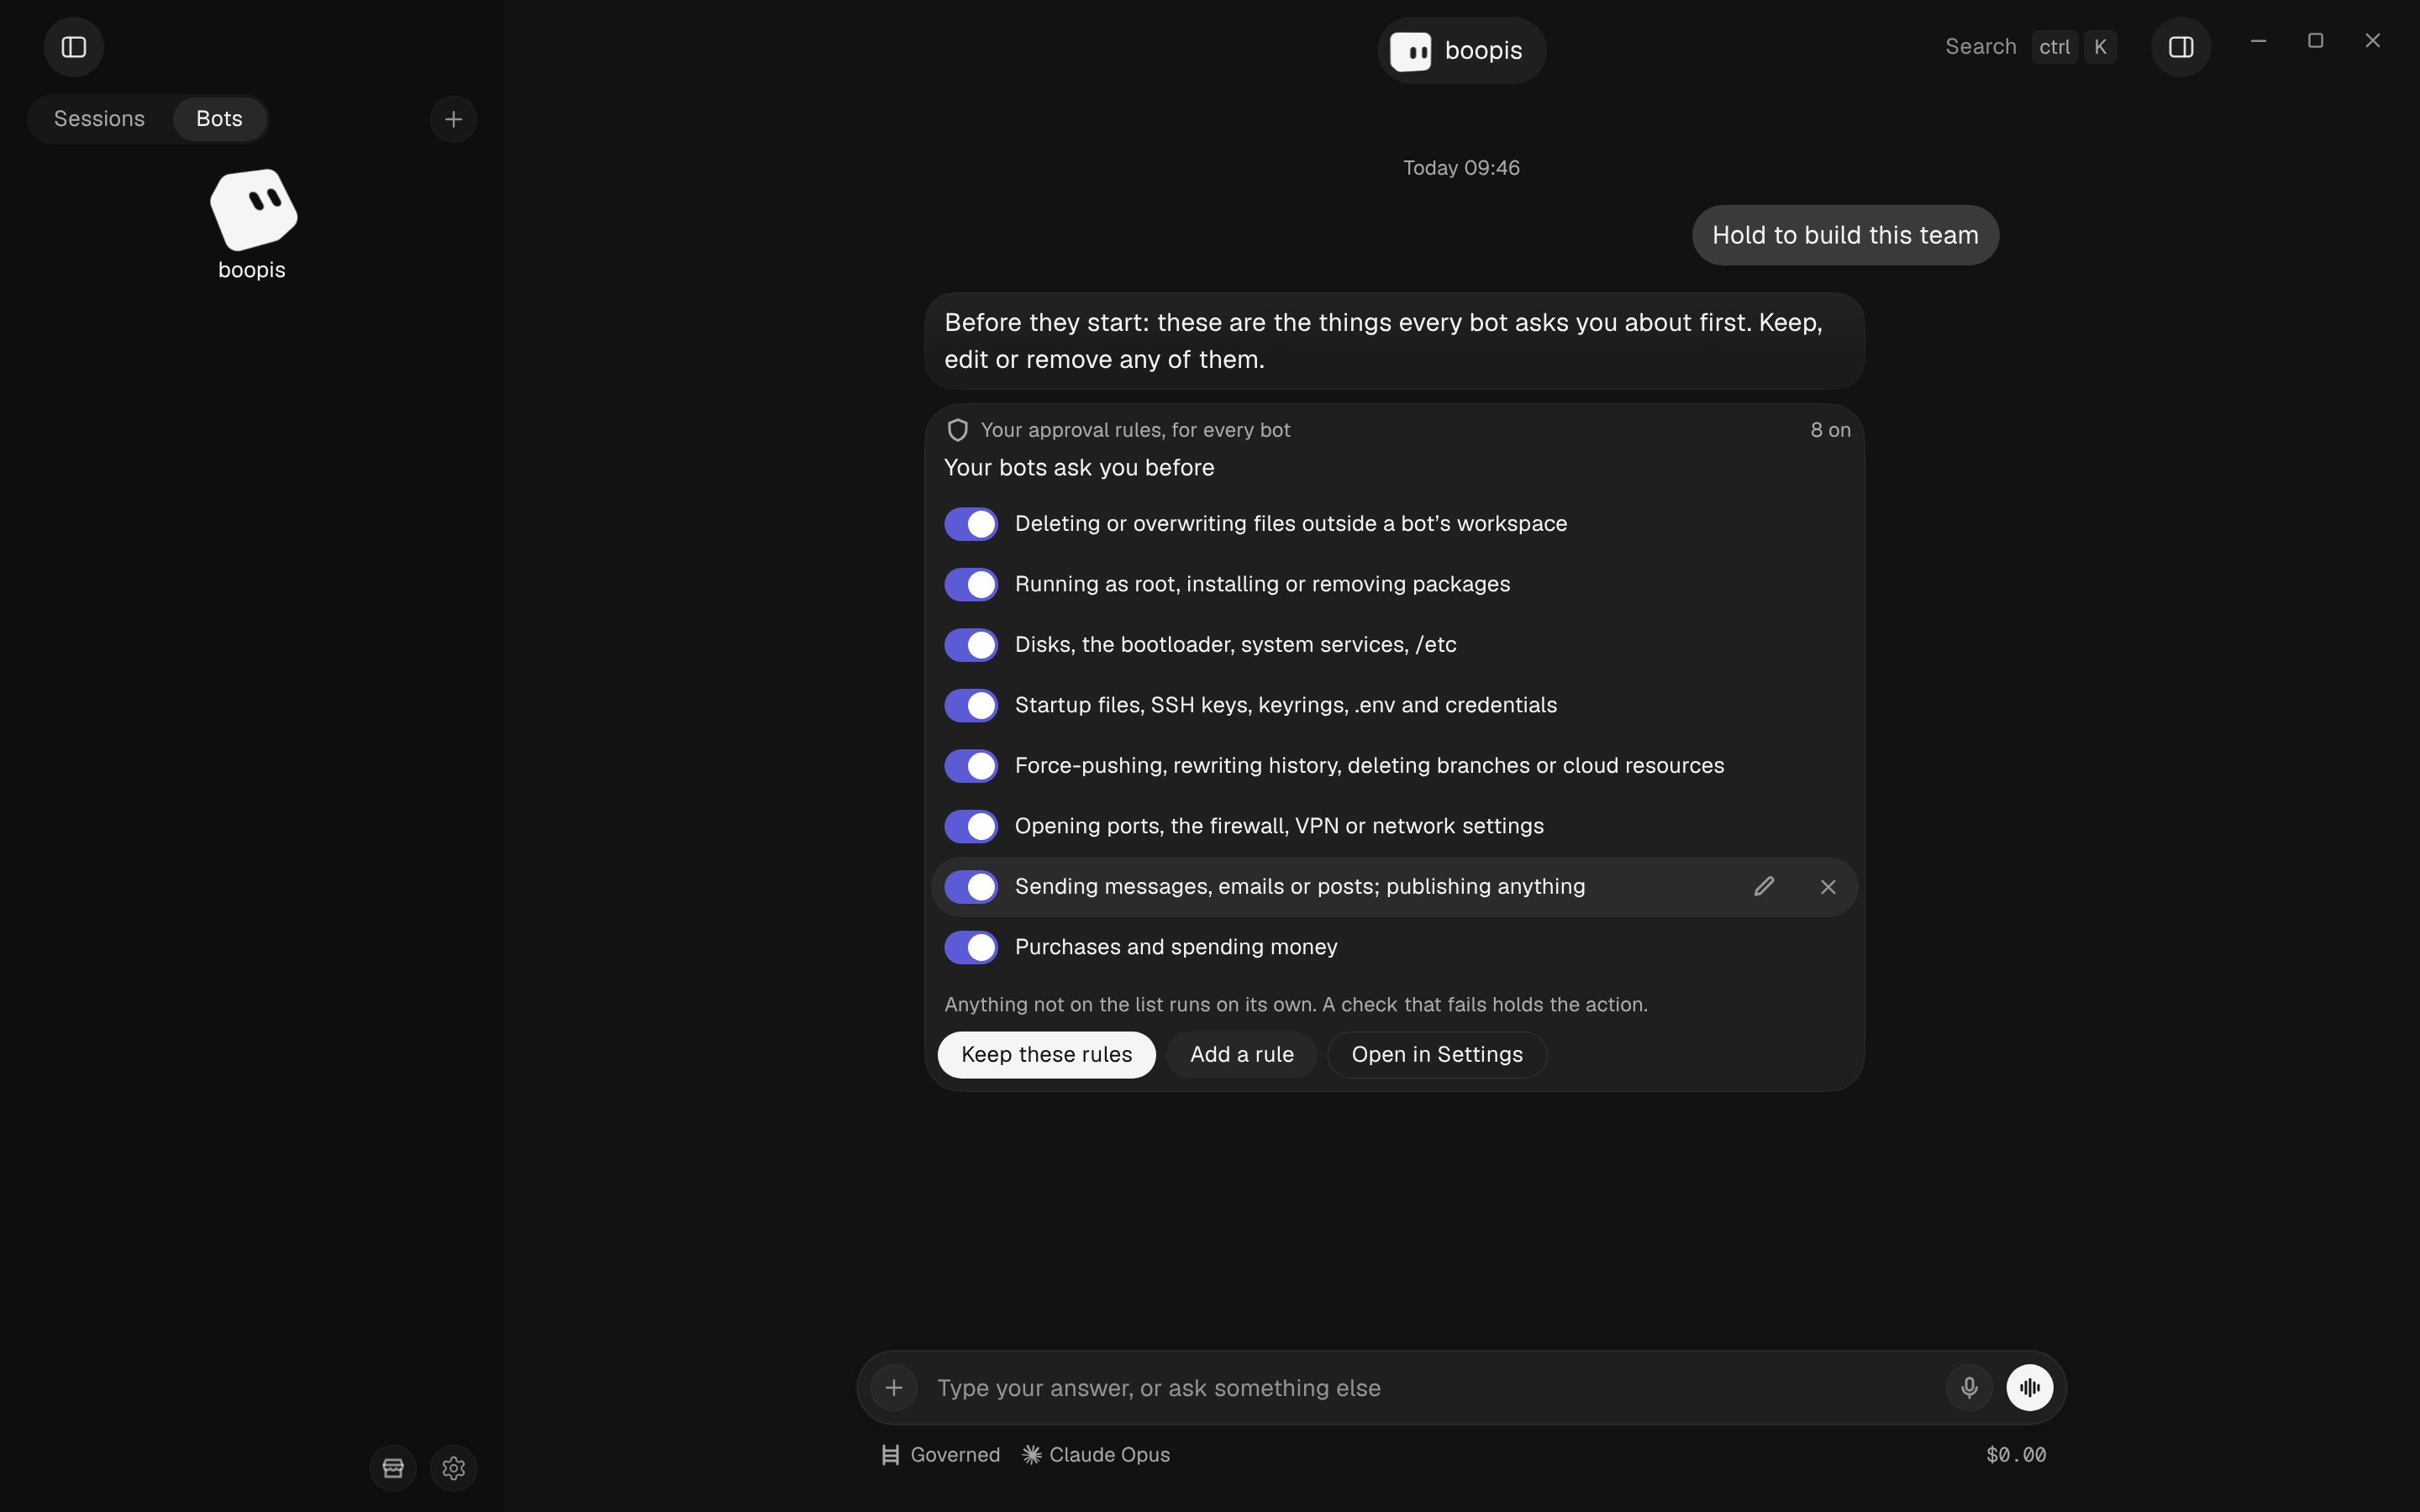 boopis
Search ctrl K
Sessions Bots
boopis
Today 09:46
Hold to build this team
Before they start: these are the things every bot asks you about first. Keep,
edit or remove any of them.
Your approval rules, for every bot 8 on
Your bots ask you before
Deleting or overwriting files outside a bot’s workspace
Running as root, installing or removing packages
Disks, the bootloader, system services, /etc
Startup files, SSH keys, keyrings, .env and credentials
Force-pushing, rewriting history, deleting branches or cloud resources
Opening ports, the firewall, VPN or network settings
Sending messages, emails or posts; publishing anything
Purchases and spending money
Anything not on the list runs on its own. A check that fails holds the action.
Keep these rules Add a rule Open in Settings
Type your answer, or ask something else
Governed Claude Opus $0.00